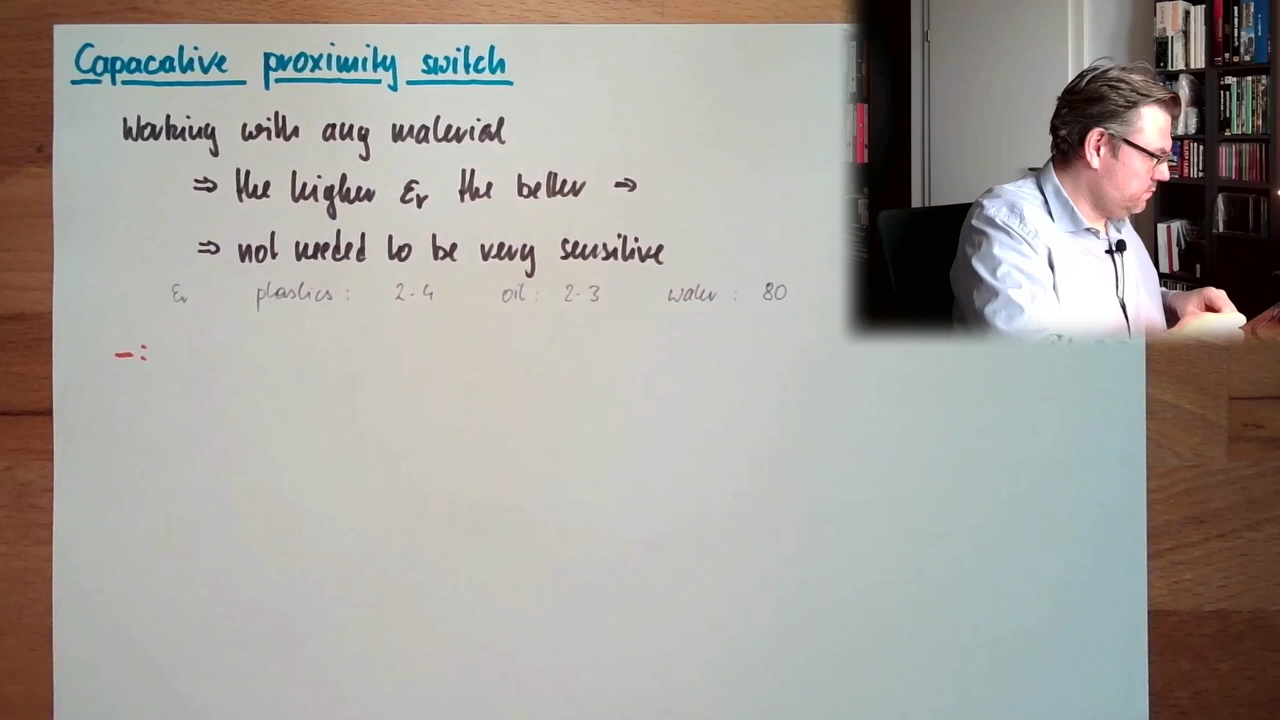 Capacative proximity switch
Working with any material
⇒ the higher εr the better ⇒
⇒ not needed to be very sensitive
εr plastics : 2-4 oil : 2-3 water : 80
- :